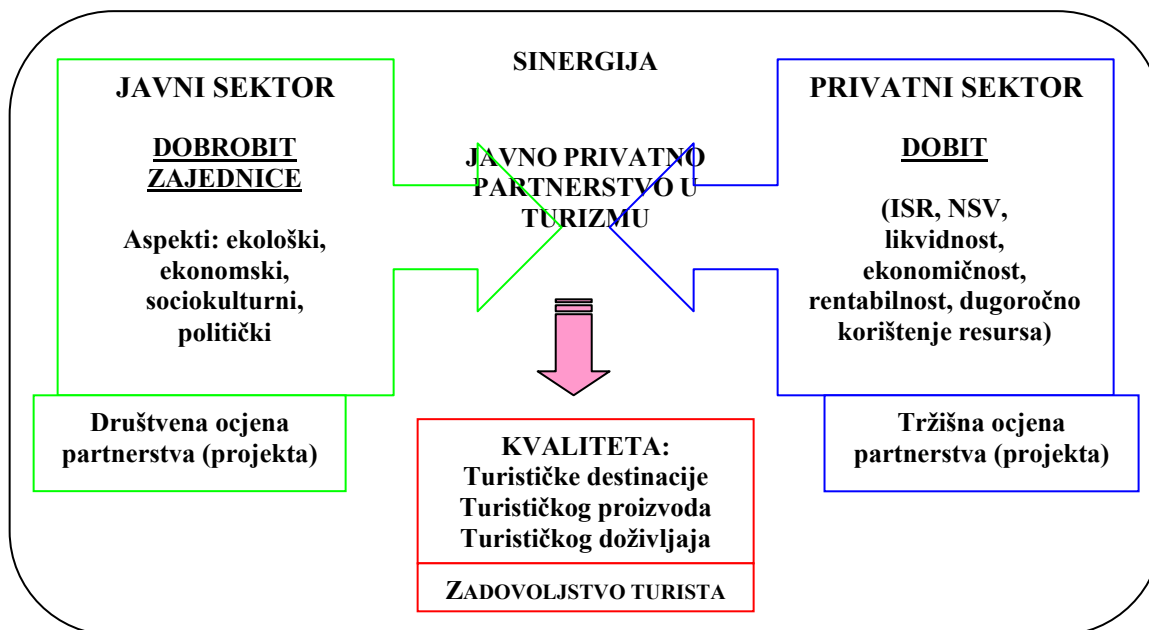 SINERGIJA
JAVNI SEKTOR
DOBROBIT
ZAJEDNICE
Aspekti: ekološki,
ekonomski,
sociokulturni,
politički
Društvena ocjena
partnerstva (projekta)
JAVNO PRIVATNO
PARTNERSTVO U
TURIZMU
PRIVATNI SEKTOR
DOBIT
(ISR, NSV,
likvidnost,
ekonomičnost,
rentabilnost, dugoročno
korištenje resursa)
Tržišna ocjena
partnerstva (projekta)
KVALITETA:
Turističke destinacije
Turističkog proizvoda
Turističkog doživljaja
ZADOVOLJSTVO TURISTA